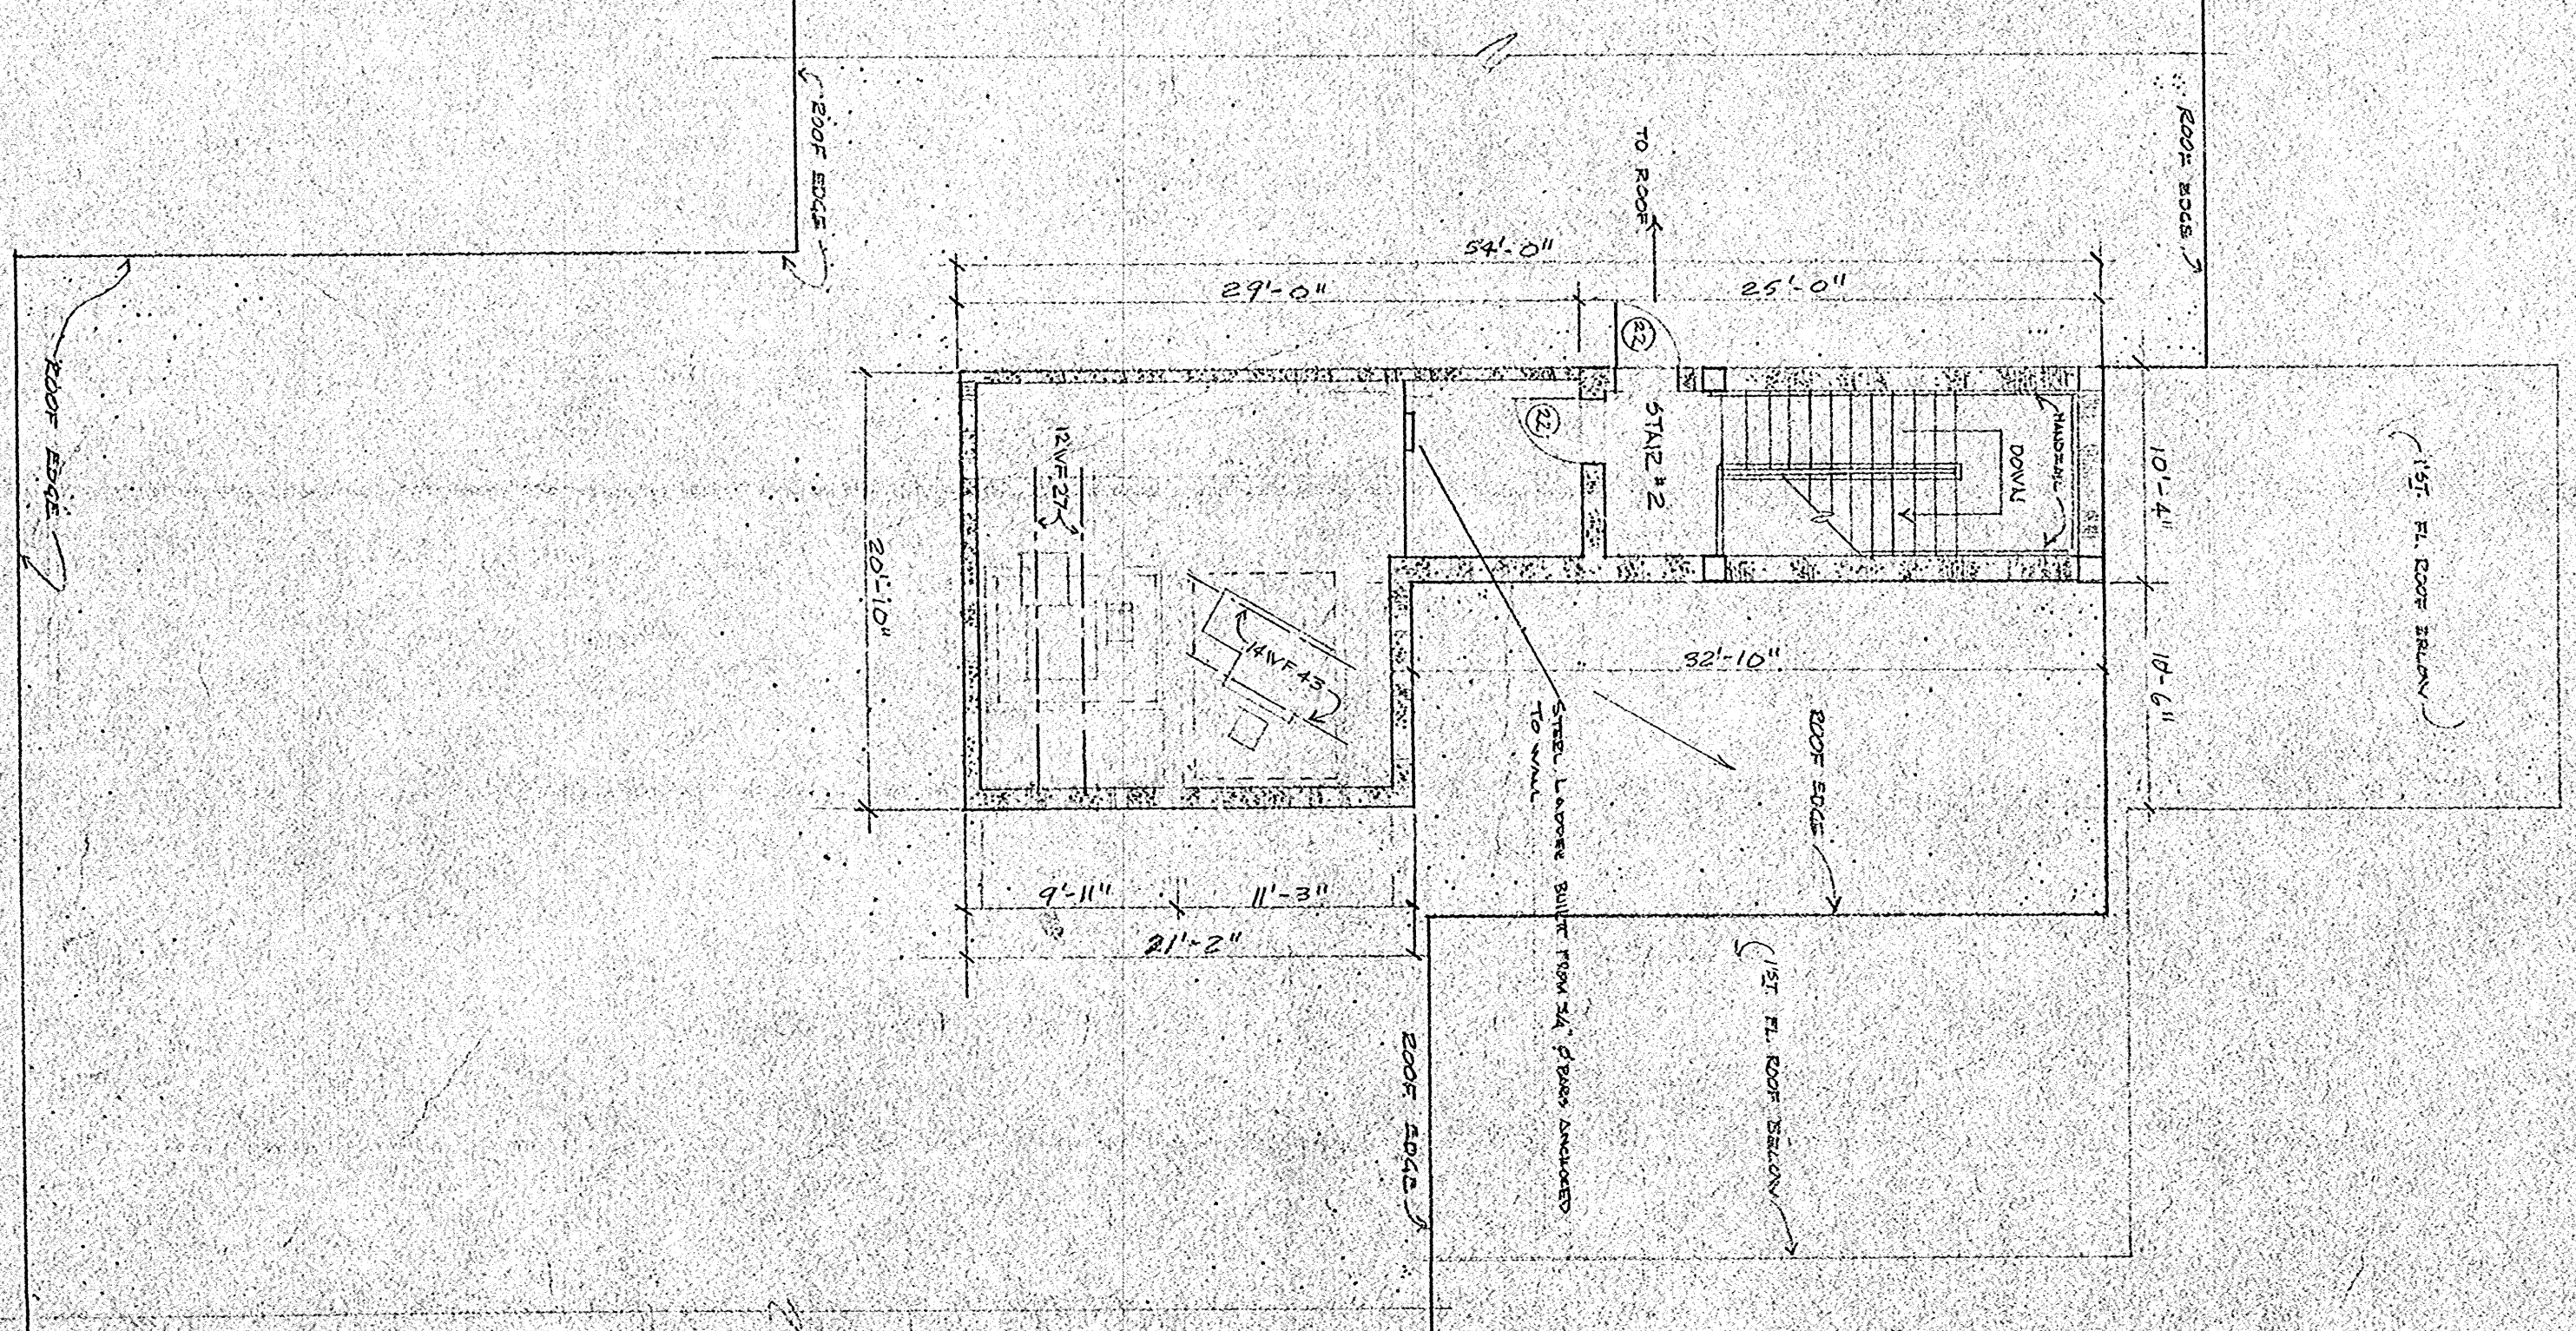 ROOF EDGE
ROOF EDGE
TO ROOF
54'-0"
29'-0"
25'-0"
22
22
ROOF EDGE
STAIR #2
HANDRAIL
DOWN
10'-4"
10'-6"
1ST. FL. ROOF BELOW
12WF27
20'-10"
14WF43
32'-10"
ROOF EDGE
STEEL LADDER BUILT FROM 3/4" Ø BARS ANCHORED
TO WALL
9'-11"
11'-3"
21'-2"
1ST FL. ROOF BELOW
ROOF EDGE